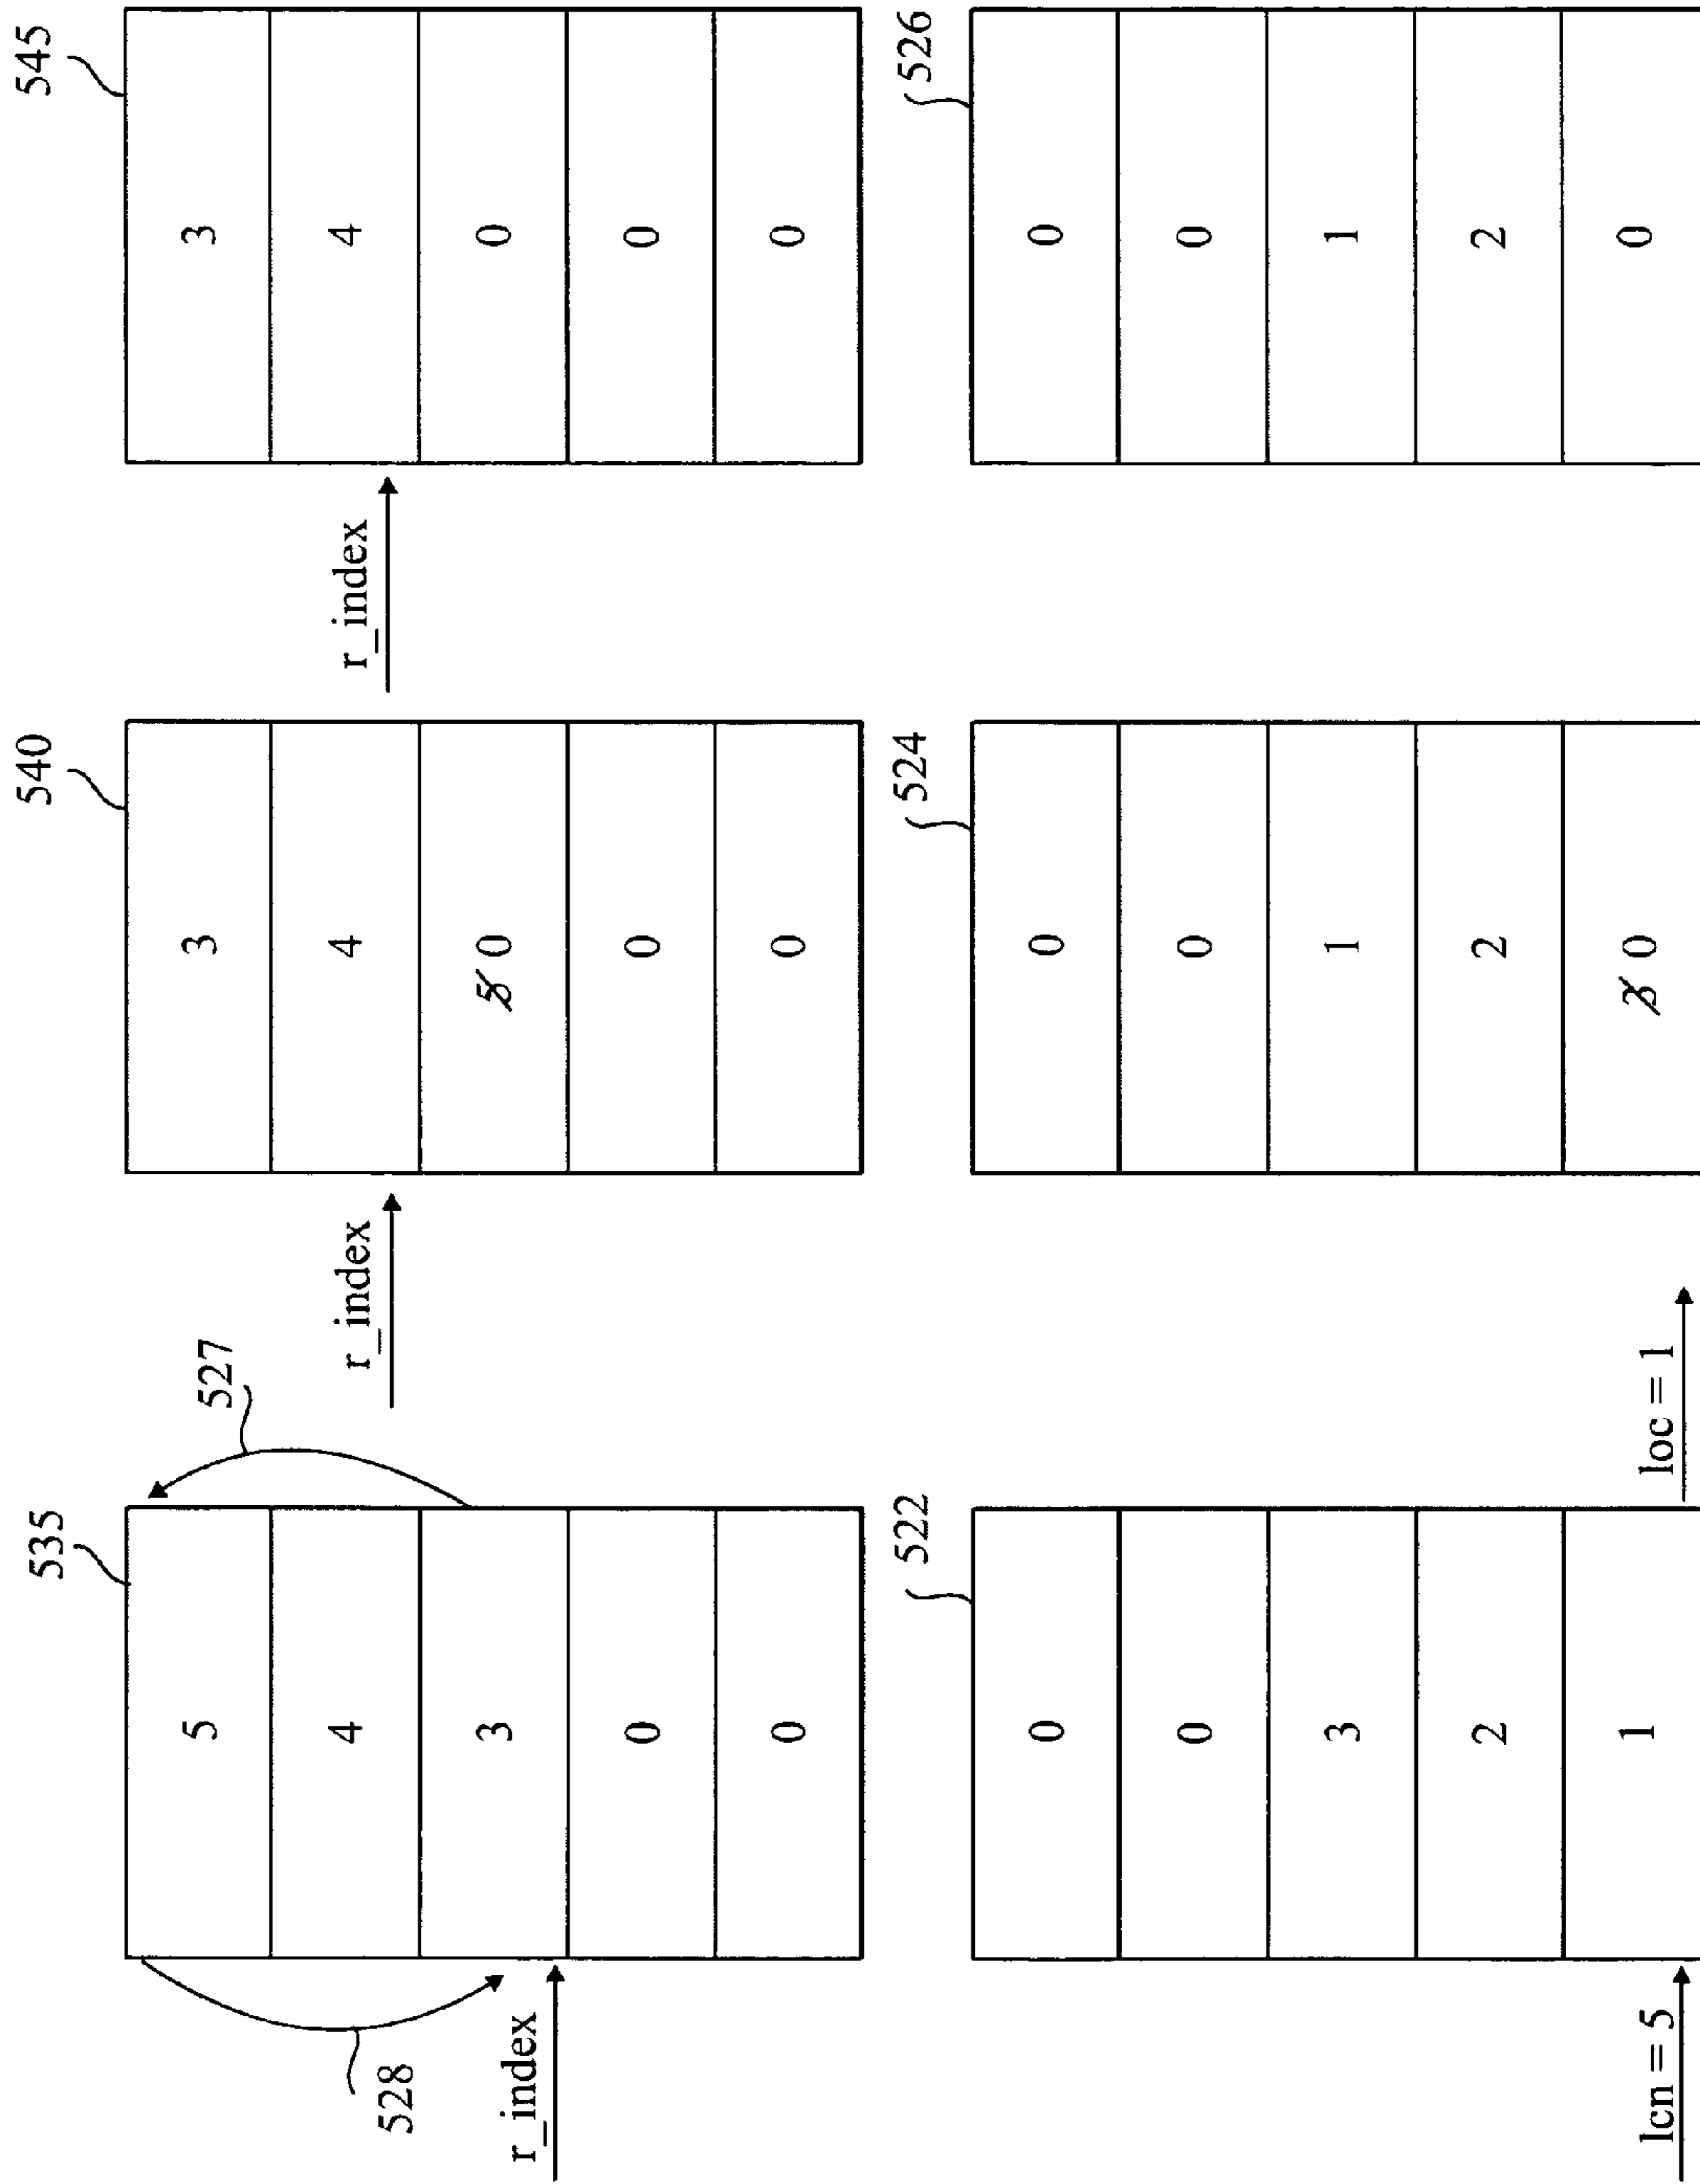 535 540 545
5 3 3
527
4 4 4
528 r_index r_index
3 5 0 0
r_index
0 0 0
0 0 0
522 524 526
0 0 0
0 0 0
3 1 1
2 2 2
1 3 0 0
lcn = 5 loc = 1